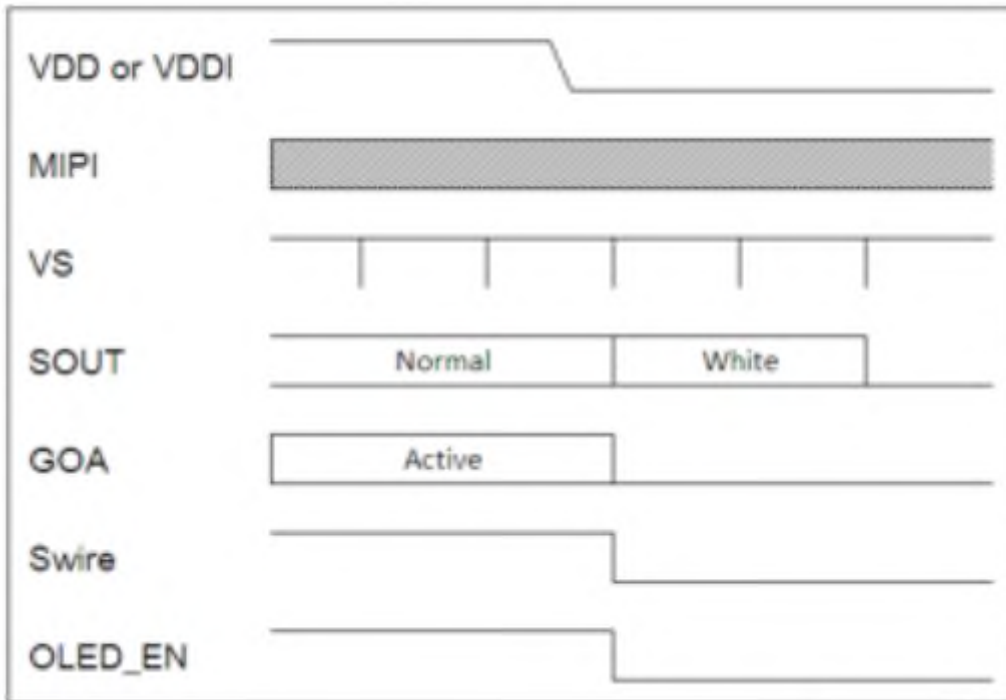 VDD or VDDI
MIPI
VS
SOUT Normal White
GOA Active
Swire
OLED_EN